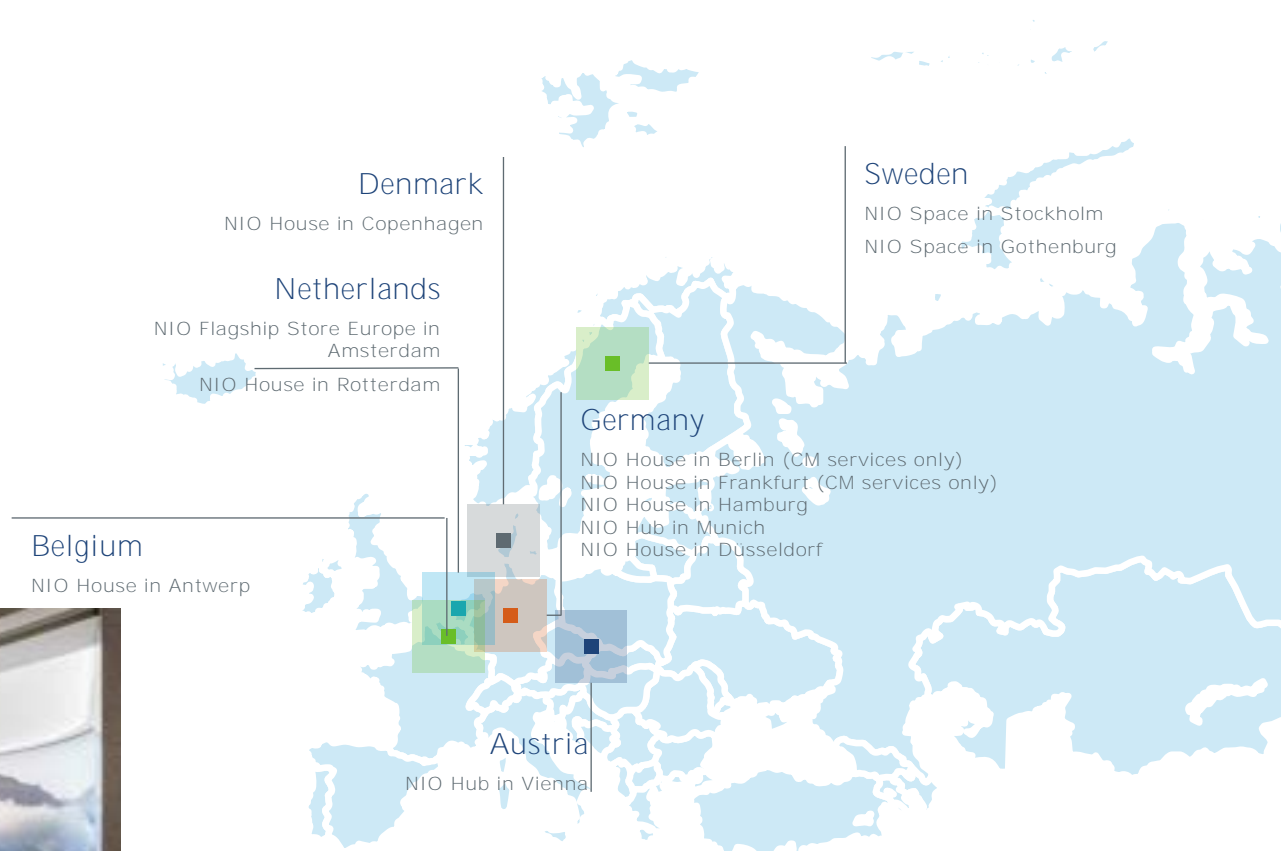 Denmark
NIO House in Copenhagen
Sweden
NIO Space in Stockholm
NIO Space in Gothenburg
Netherlands
NIO Flagship Store Europe in
Amsterdam
NIO House in Rotterdam
Germany
NIO House in Berlin (CM services only)
NIO House in Frankfurt (CM services only)
NIO House in Hamburg
NIO Hub in Munich
NIO House in Düsseldorf
Belgium
NIO House in Antwerp
Austria
NIO Hub in Vienna